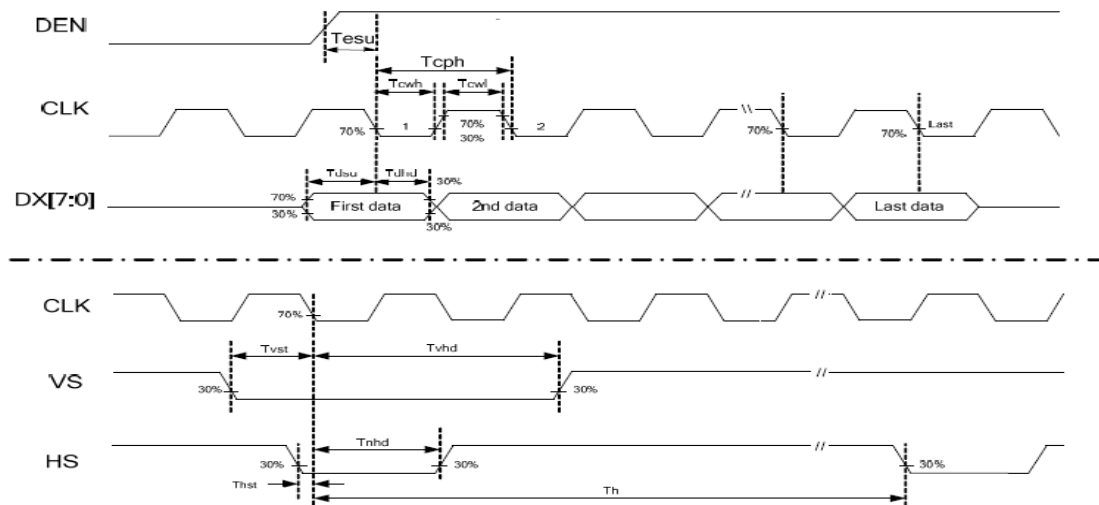 DEN
Tesu
Tcph
Tcwh
Tcwl
CLK
70%
1
70%
30%
2
\\
70%
70%
Last
Tdsu
Tdhd
30%
DX[7:0]
70%
30%
First data
2nd data
//
Last data
30%
CLK
70%
//
Tvst
Tvhd
VS
30%
30%
//
Tnhd
HS
30%
30%
//
30%
Thst
Th